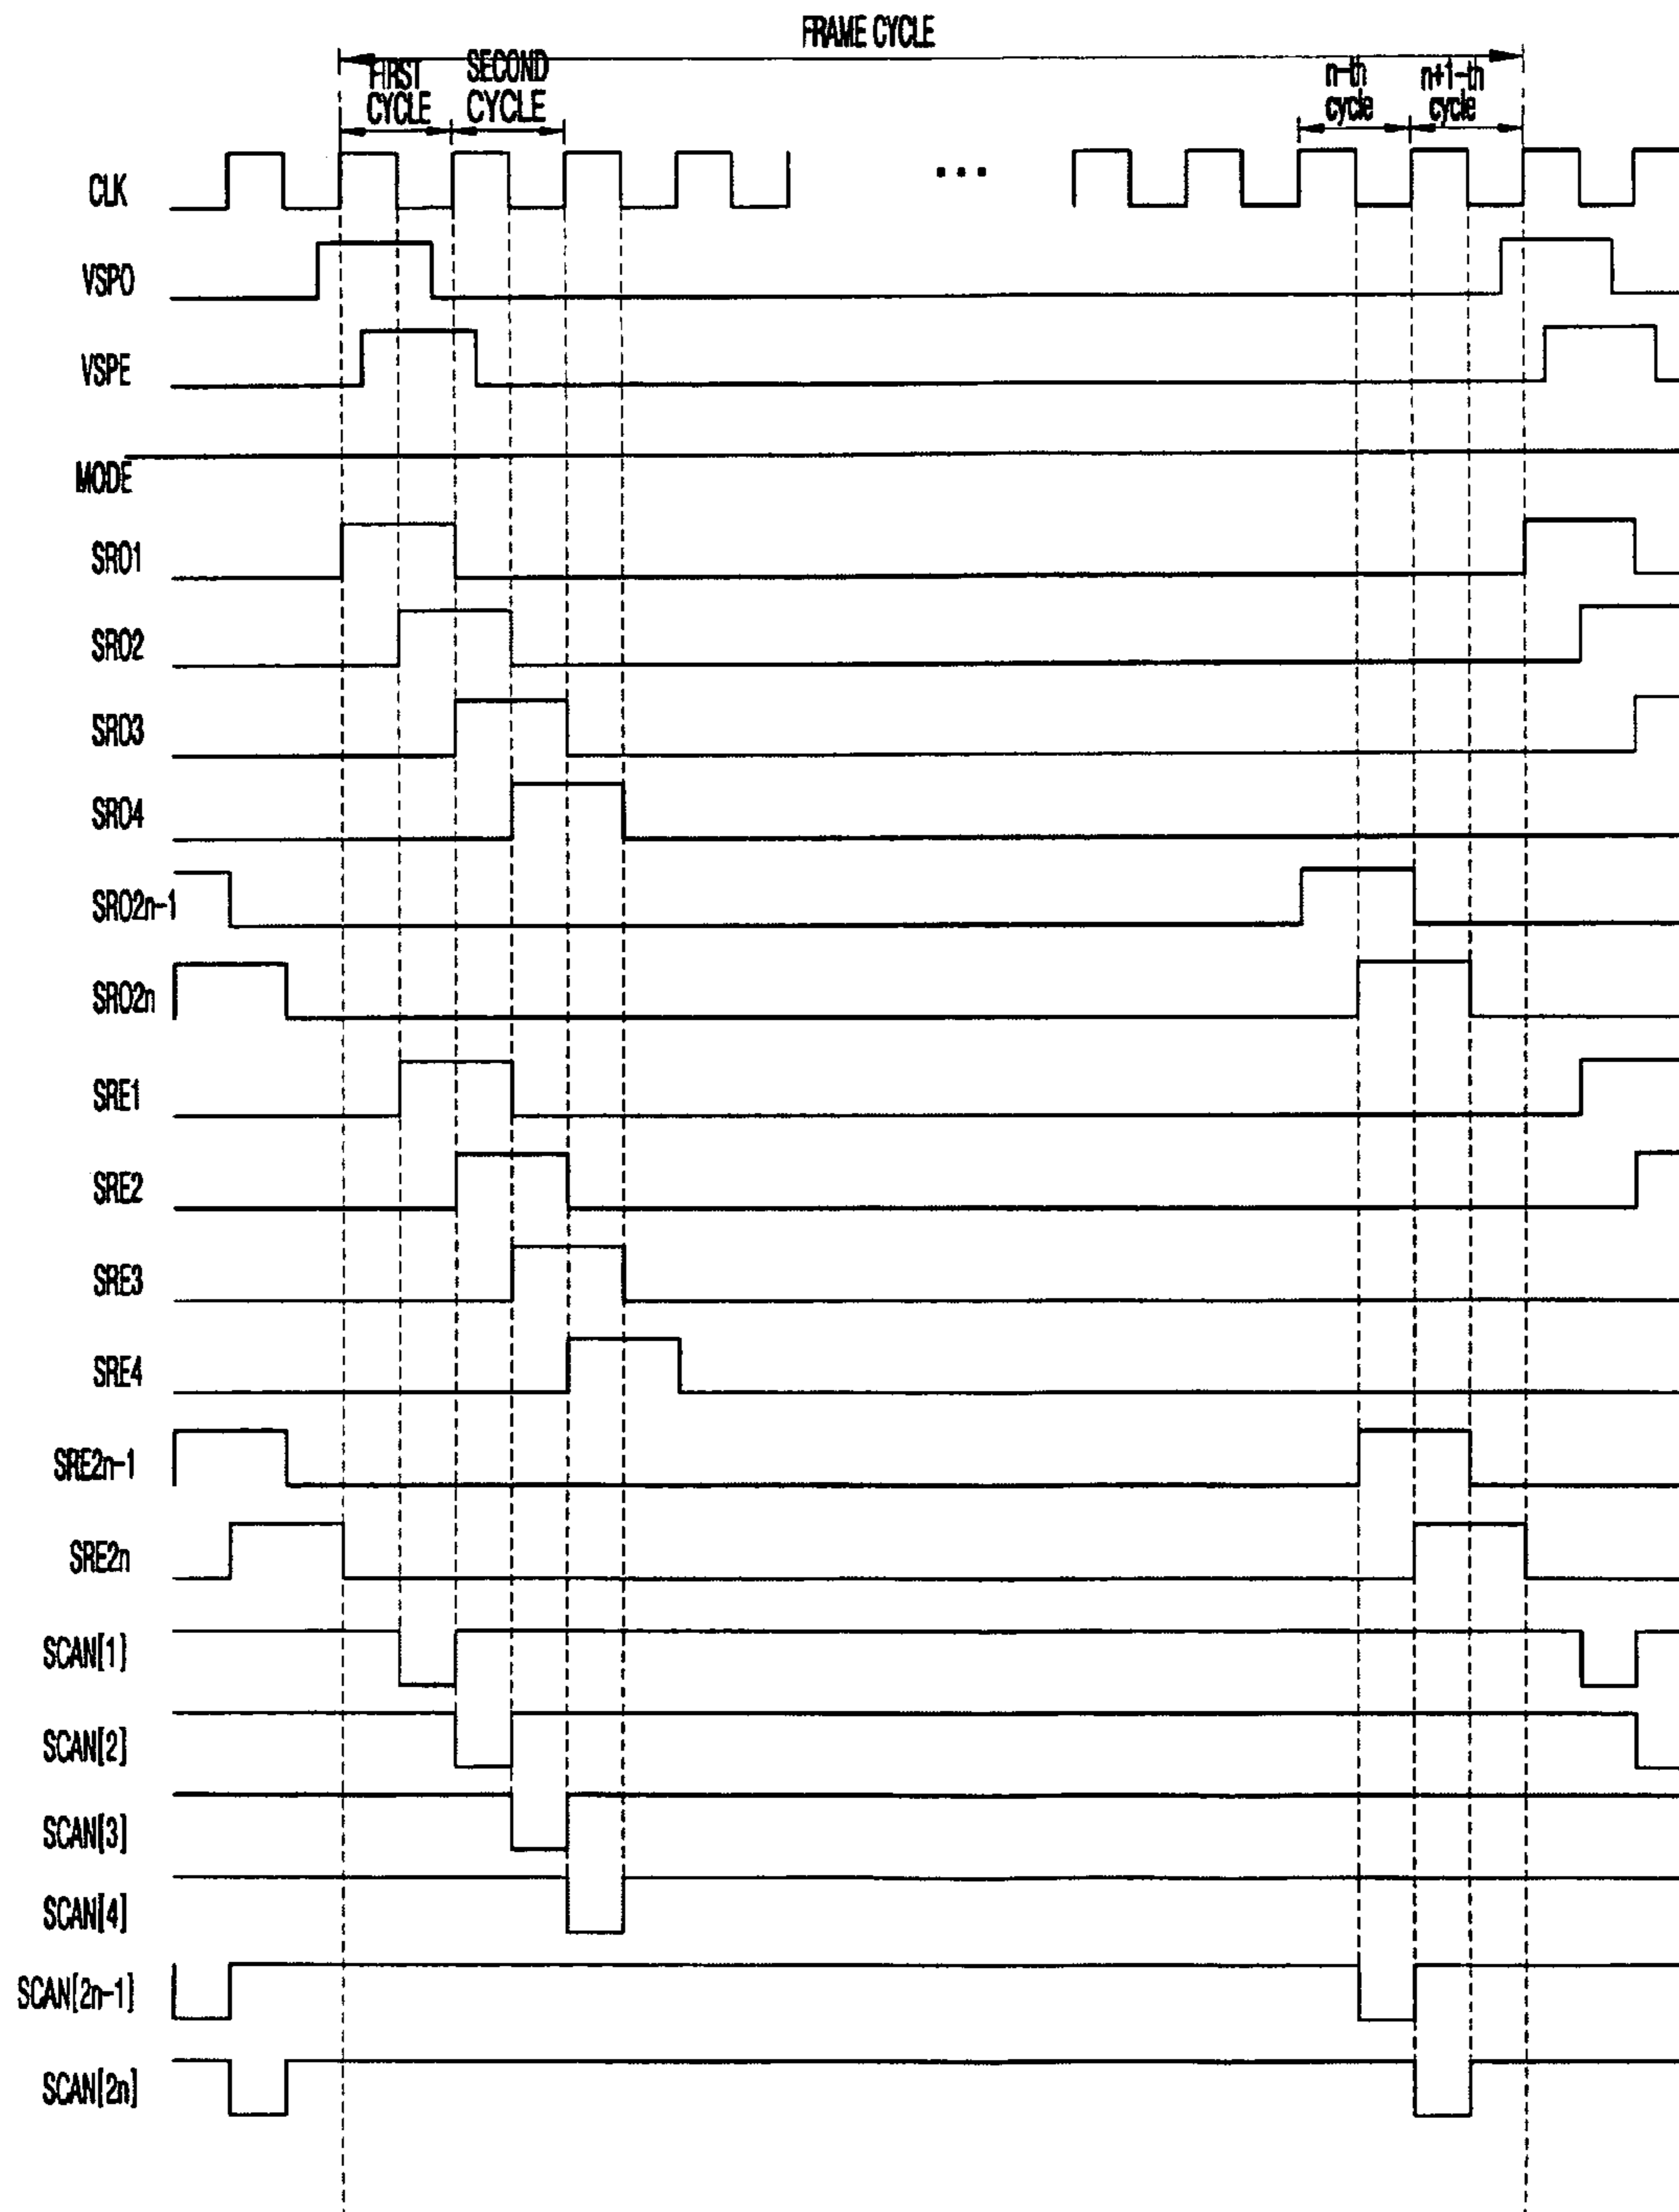 FRAME CYCLE
FIRST
CYCLE
SECOND
CYCLE
n-th
cycle
n+1-th
cycle
CLK
...
VSPO
VSPE
MODE
SRO1
SRO2
SRO3
SRO4
SRO2n-1
SRO2n
SRE1
SRE2
SRE3
SRE4
SRE2n-1
SRE2n
SCAN[1]
SCAN[2]
SCAN[3]
SCAN[4]
SCAN[2n-1]
SCAN[2n]